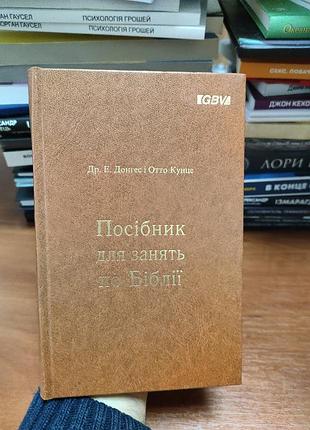 ПСИХОЛОГІЯ ГРОШЕЙ
ПСИХОЛОГІЯ ГРОШЕЙ
GBV
Др. Е. Донгес і Отто Кунце
Посібник
для занять
по Біблії
ДЖОН КЕХО
ЛОРИ
В КОНЦЕ